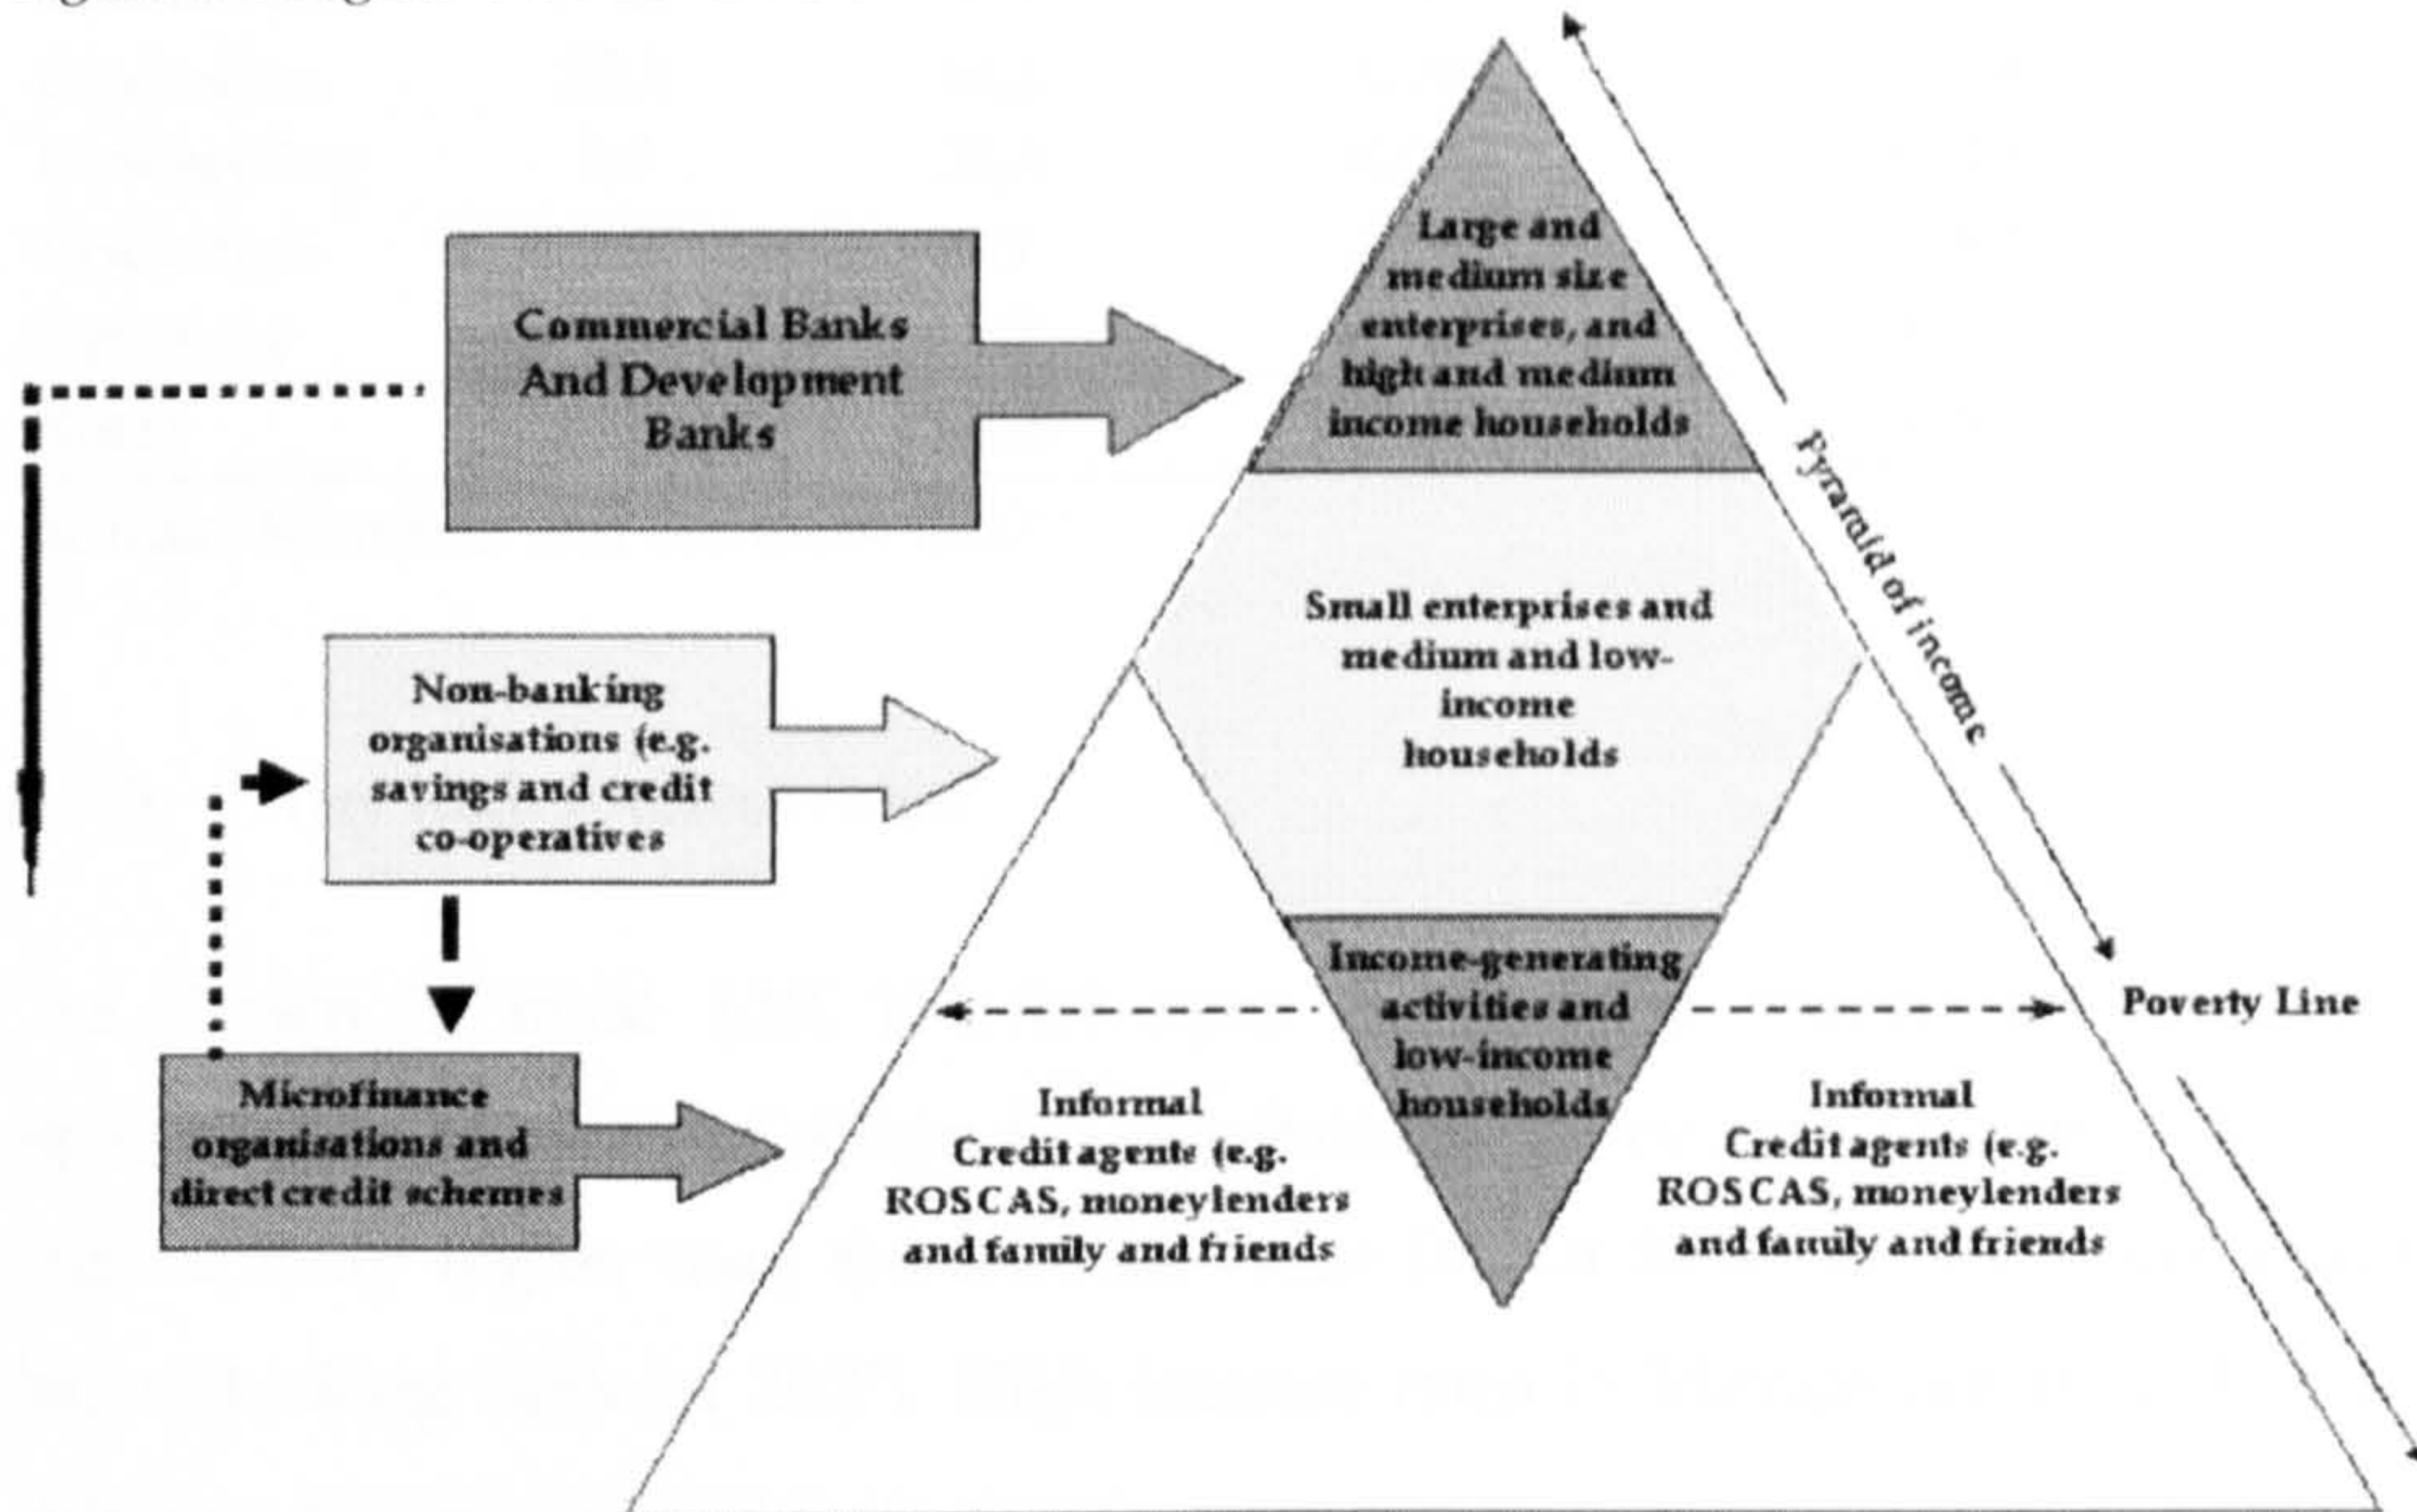 Large and
medium size
enterprises, and
high and medium
income households
Commercial Banks
And Development
Banks
Pyramid of income
Small enterprises and
medium and low-
income
households
Non-banking
organisations (e.g.
savings and credit
co-operatives
Income-generating
activities and
low-income
households
Poverty Line
Microfinance
organisations and
direct credit schemes
Informal
Credit agents (e.g.
ROSCAS, moneylenders
and family and friends
Informal
Credit agents (e.g.
ROSCAS, moneylenders
and family and friends